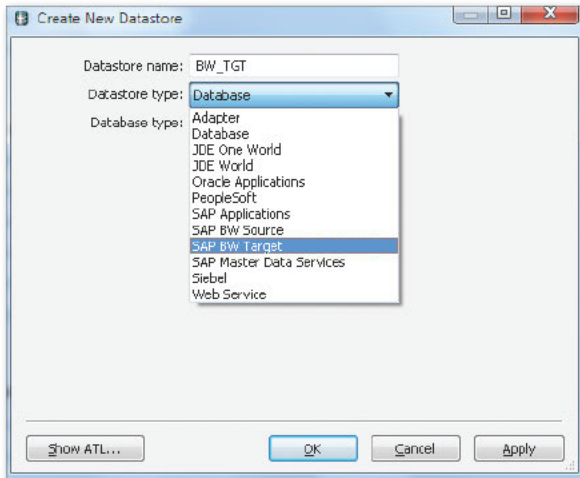 Create New Datastore
Datastore name: BW_TGT
Datastore type: Database
Database type:
Adapter
Database
JDE One World
JDE World
Oracle Applications
PeopleSoft
SAP Applications
SAP BW Source
SAP BW Target
SAP Master Data Services
Siebel
Web Service
Show ATL... OK Cancel Apply